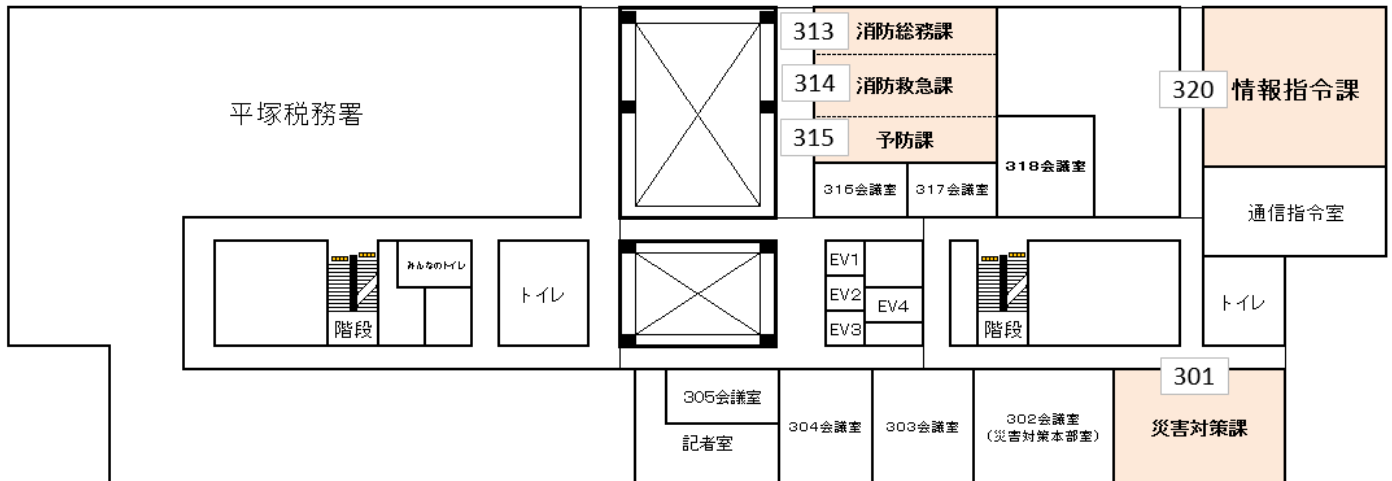 平塚税務署
313 消防総務課
314 消防救急課
315 予防課
316会議室
317会議室
318会議室
320 情報指令課
通信指令室
階段
みんなのトイレ
トイレ
EV1
EV2
EV3
EV4
階段
トイレ
305会議室
記者室
304会議室
303会議室
302会議室
(災害対策本部室)
301
災害対策課